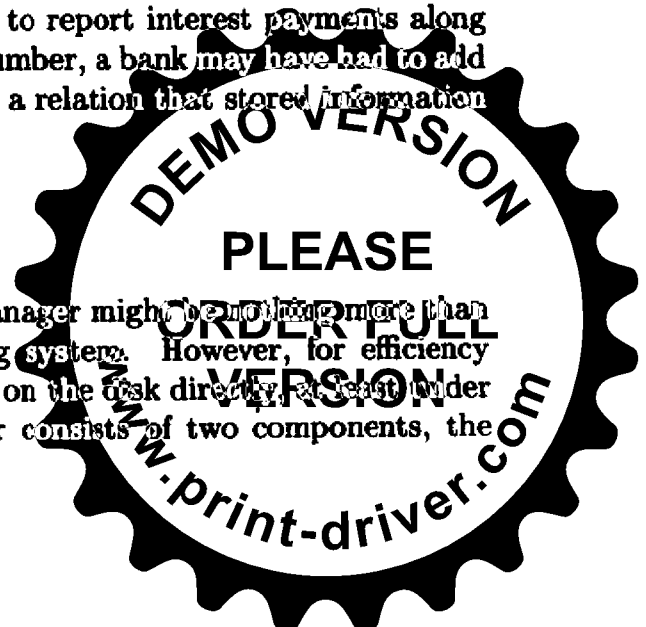 to report interest payments along
umber, a bank may have had to add
a relation that stored information
DEMO VERSION
PLEASE
anager might be nothing more than
ORDER FULL
g system. However, for efficiency
on the disk directly, at least under
VERSION
r consists of two components, the
www.print-driver.com